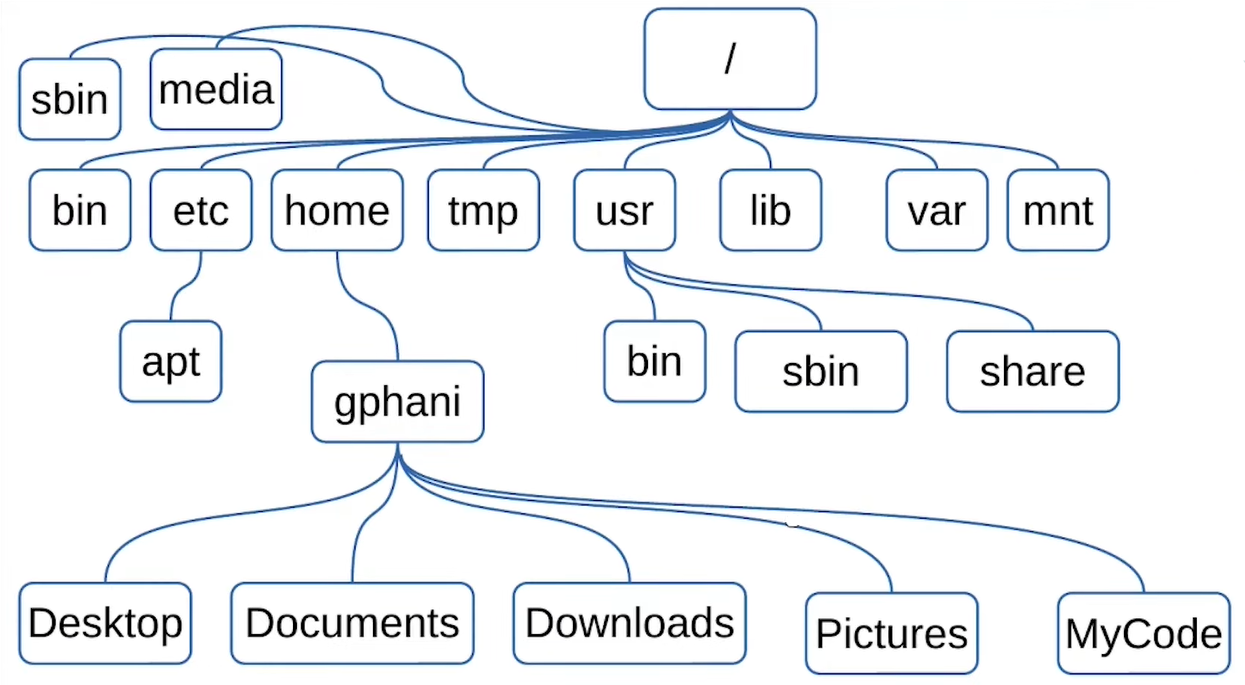 /
sbin
media
bin
etc
home
tmp
usr
lib
var
mnt
apt
gphani
bin
sbin
share
Desktop
Documents
Downloads
Pictures
MyCode